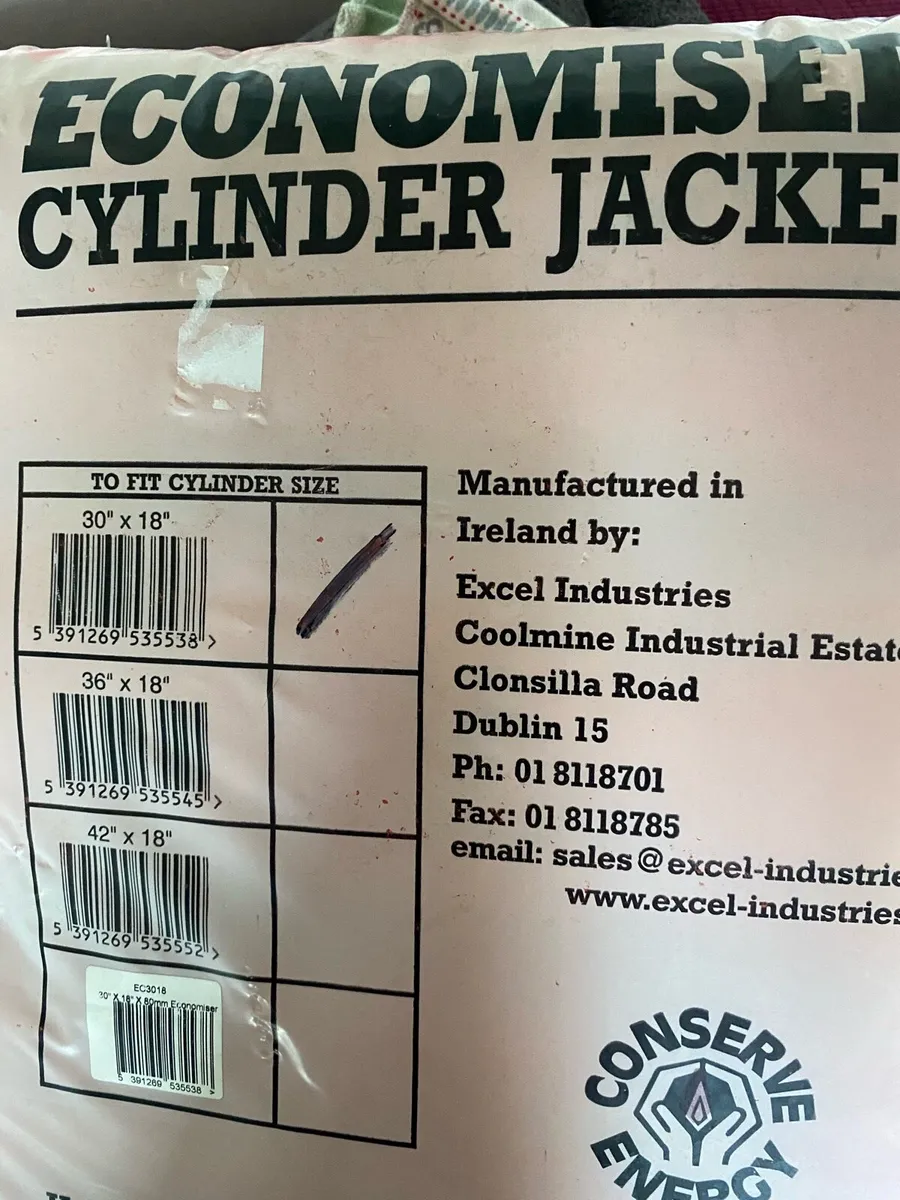 ECONOMISE
CYLINDER JACKE
TO FIT CYLINDER SIZE
30" x 18"
5 391269 535538 >
36" x 18"
5 391269 535545 >
42" x 18"
5 391269 535552 >
EC3018
30" X 18" X 80mm Economiser
5 391269 535538 >
Manufactured in
Ireland by:
Excel Industries
Coolmine Industrial Estat
Clonsilla Road
Dublin 15
Ph: 01 8118701
Fax: 01 8118785
email: sales@excel-industrie
www.excel-industries
CONSERVE
ENERGY